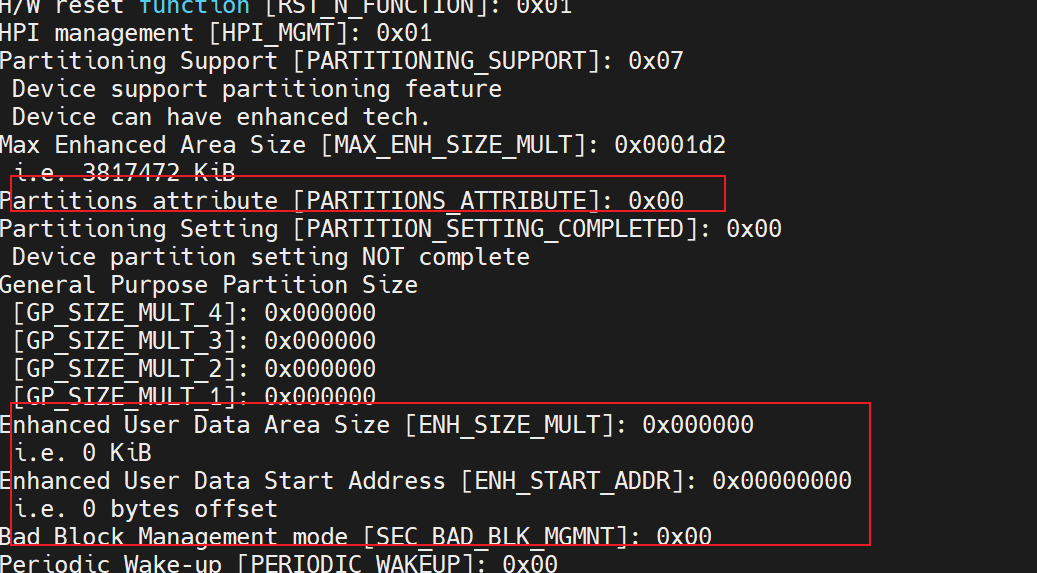 H/W reset function [RST_N_FUNCTION]: 0x01
HPI management [HPI_MGMT]: 0x01
Partitioning Support [PARTITIONING_SUPPORT]: 0x07
 Device support partitioning feature
 Device can have enhanced tech.
Max Enhanced Area Size [MAX_ENH_SIZE_MULT]: 0x0001d2
 i.e. 3817472 KiB
Partitions attribute [PARTITIONS_ATTRIBUTE]: 0x00
Partitioning Setting [PARTITION_SETTING_COMPLETED]: 0x00
 Device partition setting NOT complete
General Purpose Partition Size
 [GP_SIZE_MULT_4]: 0x000000
 [GP_SIZE_MULT_3]: 0x000000
 [GP_SIZE_MULT_2]: 0x000000
 [GP_SIZE_MULT_1]: 0x000000
Enhanced User Data Area Size [ENH_SIZE_MULT]: 0x000000
 i.e. 0 KiB
Enhanced User Data Start Address [ENH_START_ADDR]: 0x00000000
 i.e. 0 bytes offset
Bad Block Management mode [SEC_BAD_BLK_MGMNT]: 0x00
Periodic Wake-up [PERIODIC_WAKEUP]: 0x00